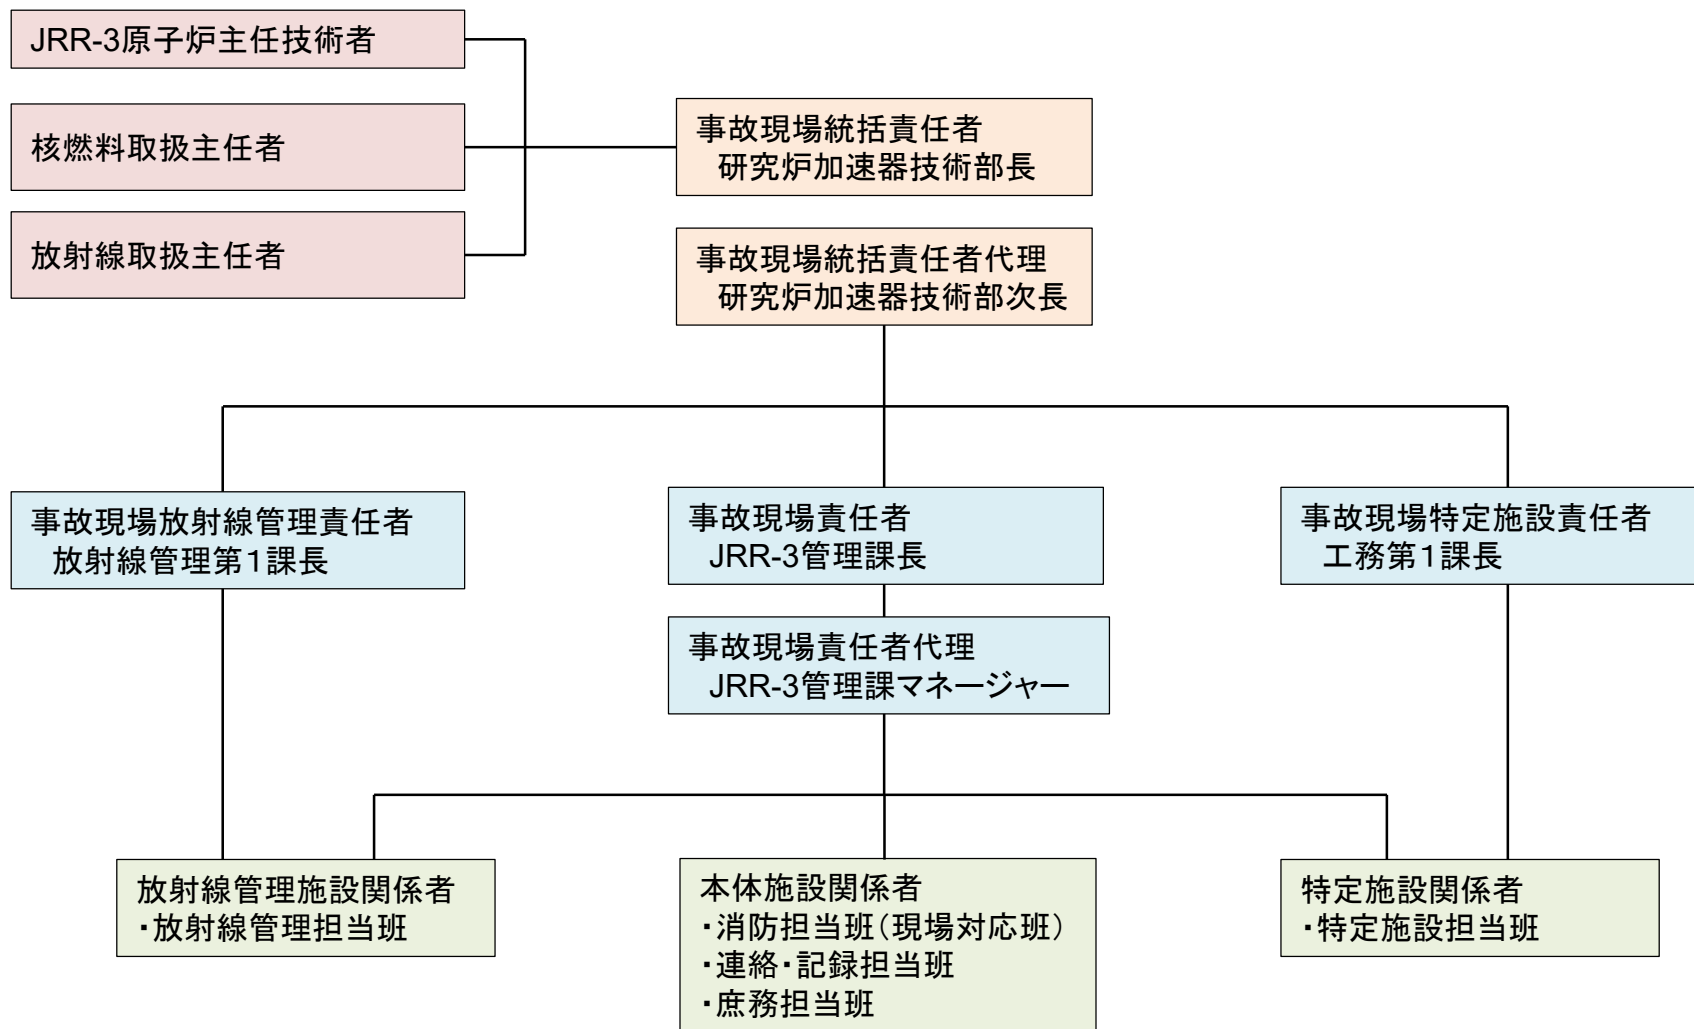 JRR-3原子炉主任技術者
核燃料取扱主任者
放射線取扱主任者
事故現場統括責任者
研究炉加速器技術部長
事故現場統括責任者代理
研究炉加速器技術部次長
事故現場放射線管理責任者
放射線管理第1課長
事故現場責任者
JRR-3管理課長
事故現場特定施設責任者
工務第1課長
事故現場責任者代理
JRR-3管理課マネージャー
放射線管理施設関係者
・放射線管理担当班
本体施設関係者
・消防担当班(現場対応班)
・連絡・記録担当班
・庶務担当班
特定施設関係者
・特定施設担当班